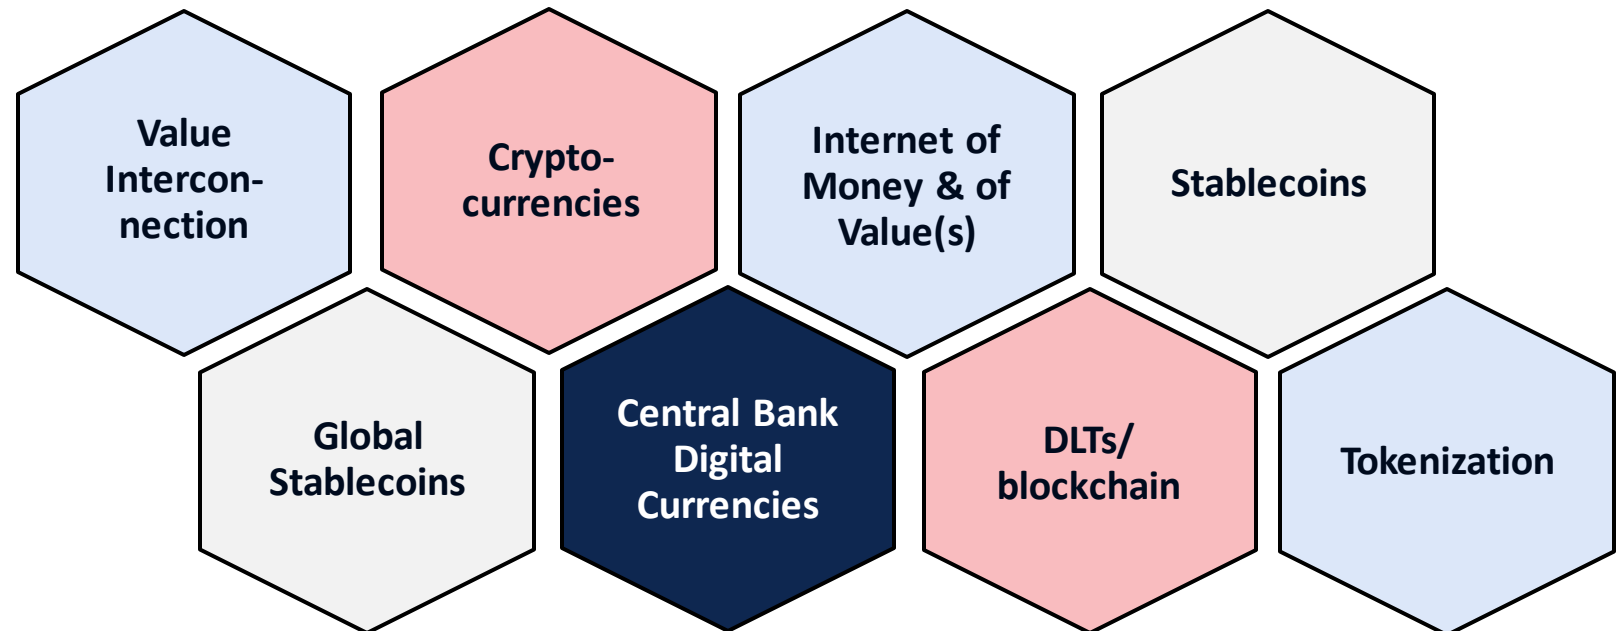 Value
Intercon-
nection
Crypto-
currencies
Internet of
Money & of
Value(s)
Stablecoins
Global
Stablecoins
Central Bank
Digital
Currencies
DLTs/
blockchain
Tokenization